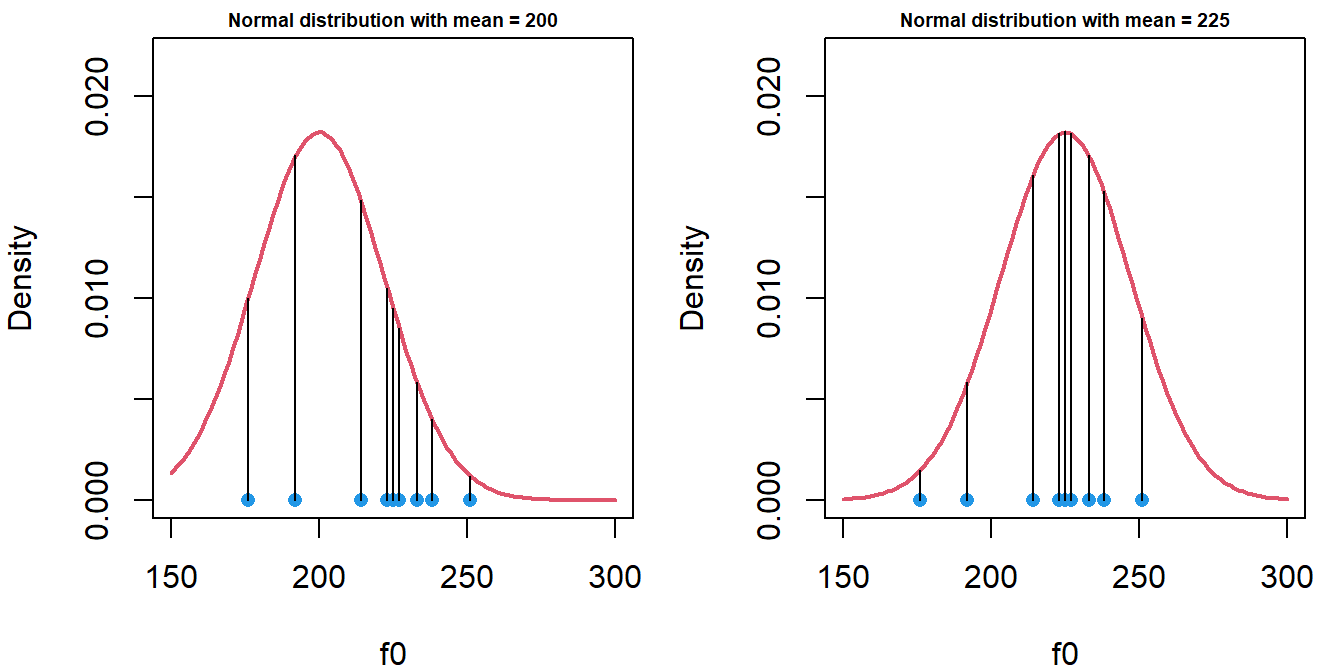 Normal distribution with mean = 200
Density
0.020
0.010
0.000
150 200 250 300
f0
Normal distribution with mean = 225
Density
0.020
0.010
0.000
150 200 250 300
f0